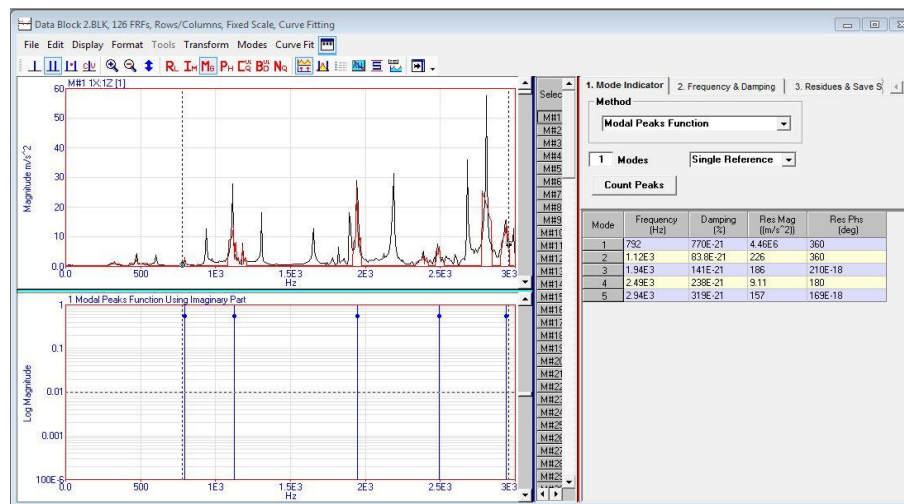 Data Block 2.BLK, 126 FRFs, Rows/Columns, Fixed Scale, Curve Fitting
File Edit Display Format Tools Transform Modes Curve Fit
M#1 1X:1Z [1]
60
50
40
30
20
10
0.0
Magnitude m/s^2
0.0 500 1E3 1.5E3 2E3 2.5E3 3E3
Hz
1 Modal Peaks Function Using Imaginary Part
1
0.1
0.01
0.001
100E-6
Log Magnitude
0.0 500 1E3 1.5E3 2E3 2.5E3 3E3
Hz
Selec
M#1
M#2
M#3
M#4
M#5
M#6
M#7
M#8
M#9
M#10
M#11
M#12
M#13
M#14
M#15
M#16
M#17
M#18
M#19
M#20
M#21
M#22
M#23
M#24
M#25
M#26
M#27
M#28
M#29
1. Mode Indicator 2. Frequency & Damping 3. Residues & Save S
Method
Modal Peaks Function
1 Modes Single Reference
Count Peaks
Mode Frequency (Hz) Damping (%) Res Mag ((m/s^2)) Res Phs (deg)
1 792 770E-21 4.46E6 360
2 1.12E3 83.8E-21 226 360
3 1.94E3 141E-21 186 210E-18
4 2.49E3 238E-21 9.11 180
5 2.94E3 319E-21 157 169E-18